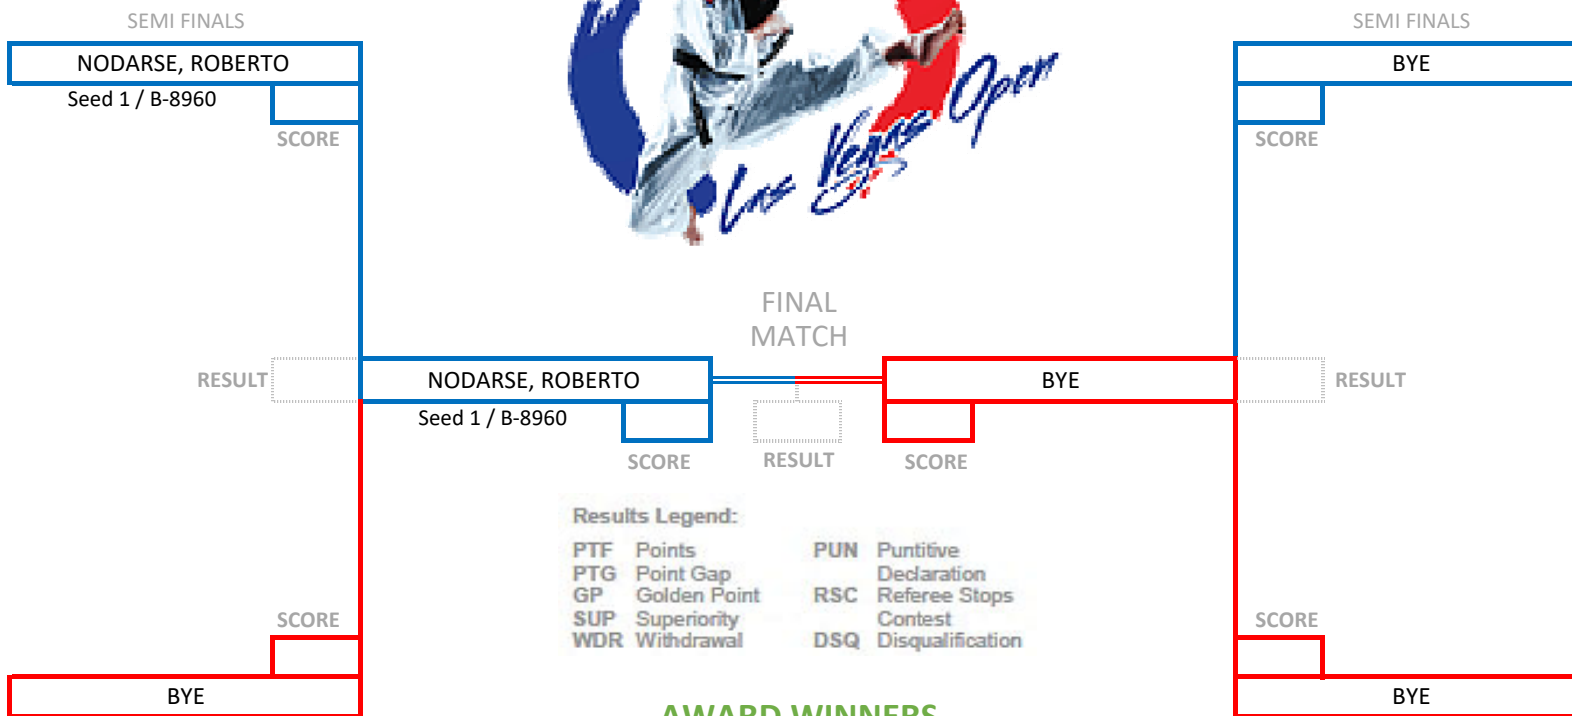 SEMI FINALS
SEMI FINALS
NODARSE, ROBERTO
BYE
Seed 1 / B-8960
SCORE
SCORE
Las Vegas Open
FINAL
MATCH
RESULT
NODARSE, ROBERTO
BYE
RESULT
Seed 1 / B-8960
SCORE
RESULT
SCORE
Results Legend:
PTF Points
PTG Point Gap
GP Golden Point
SUP Superiority
WDR Withdrawal
PUN Puntitive
Declaration
RSC Referee Stops
Contest
DSQ Disqualification
SCORE
SCORE
BYE
BYE
AWARD WINNERS